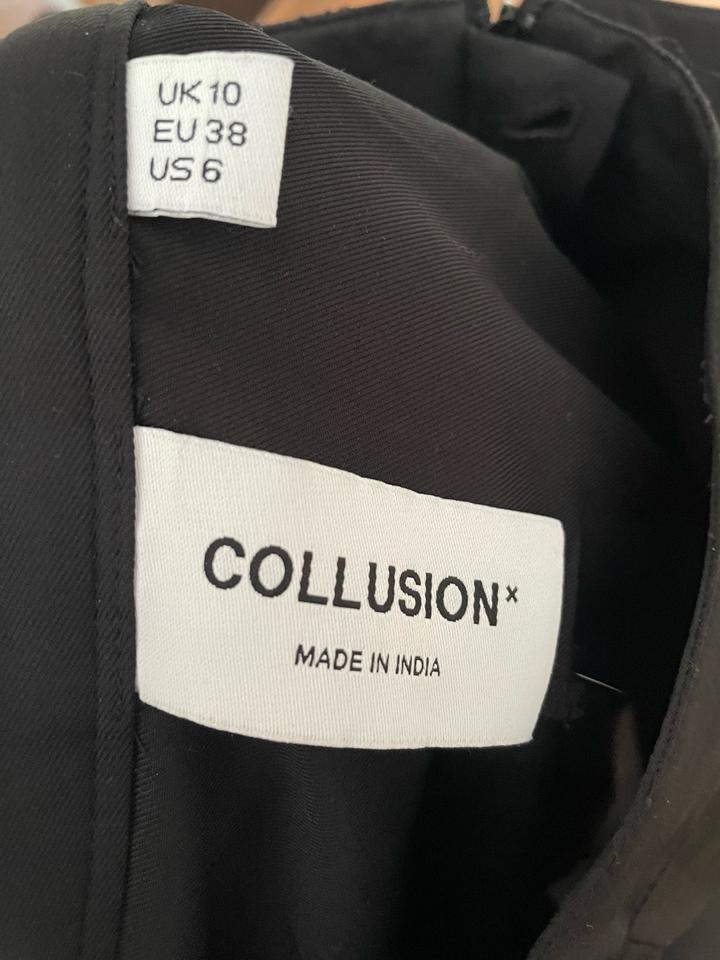 UK 10
EU 38
US 6
COLLUSION×
MADE IN INDIA